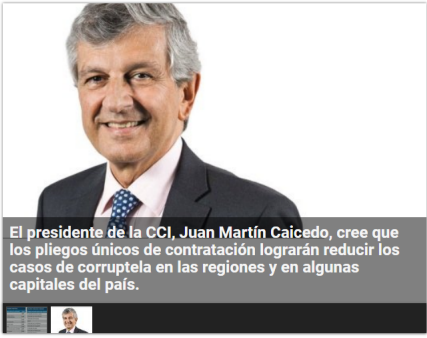 El presidente de la CCI, Juan Martín Caicedo, cree que
los pliegos únicos de contratación lograrán reducir los
casos de corruptela en las regiones y en algunas
capitales del país.